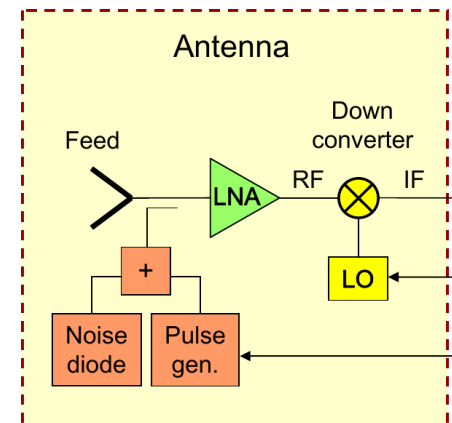 Antenna
Down
converter
Feed
LNA
RF
IF
+
LO
Noise
diode
Pulse
gen.